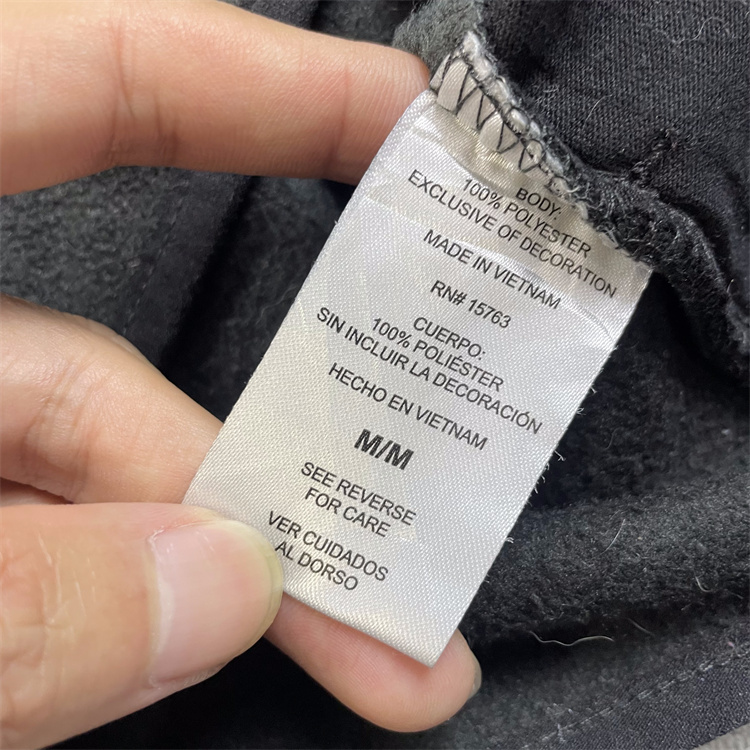 BODY:
100% POLYESTER
EXCLUSIVE OF DECORATION
MADE IN VIETNAM
RN# 15763
CUERPO:
100% POLIÉSTER
SIN INCLUIR LA DECORACIÓN
HECHO EN VIETNAM
M/M
SEE REVERSE
FOR CARE
VER CUIDADOS
AL DORSO